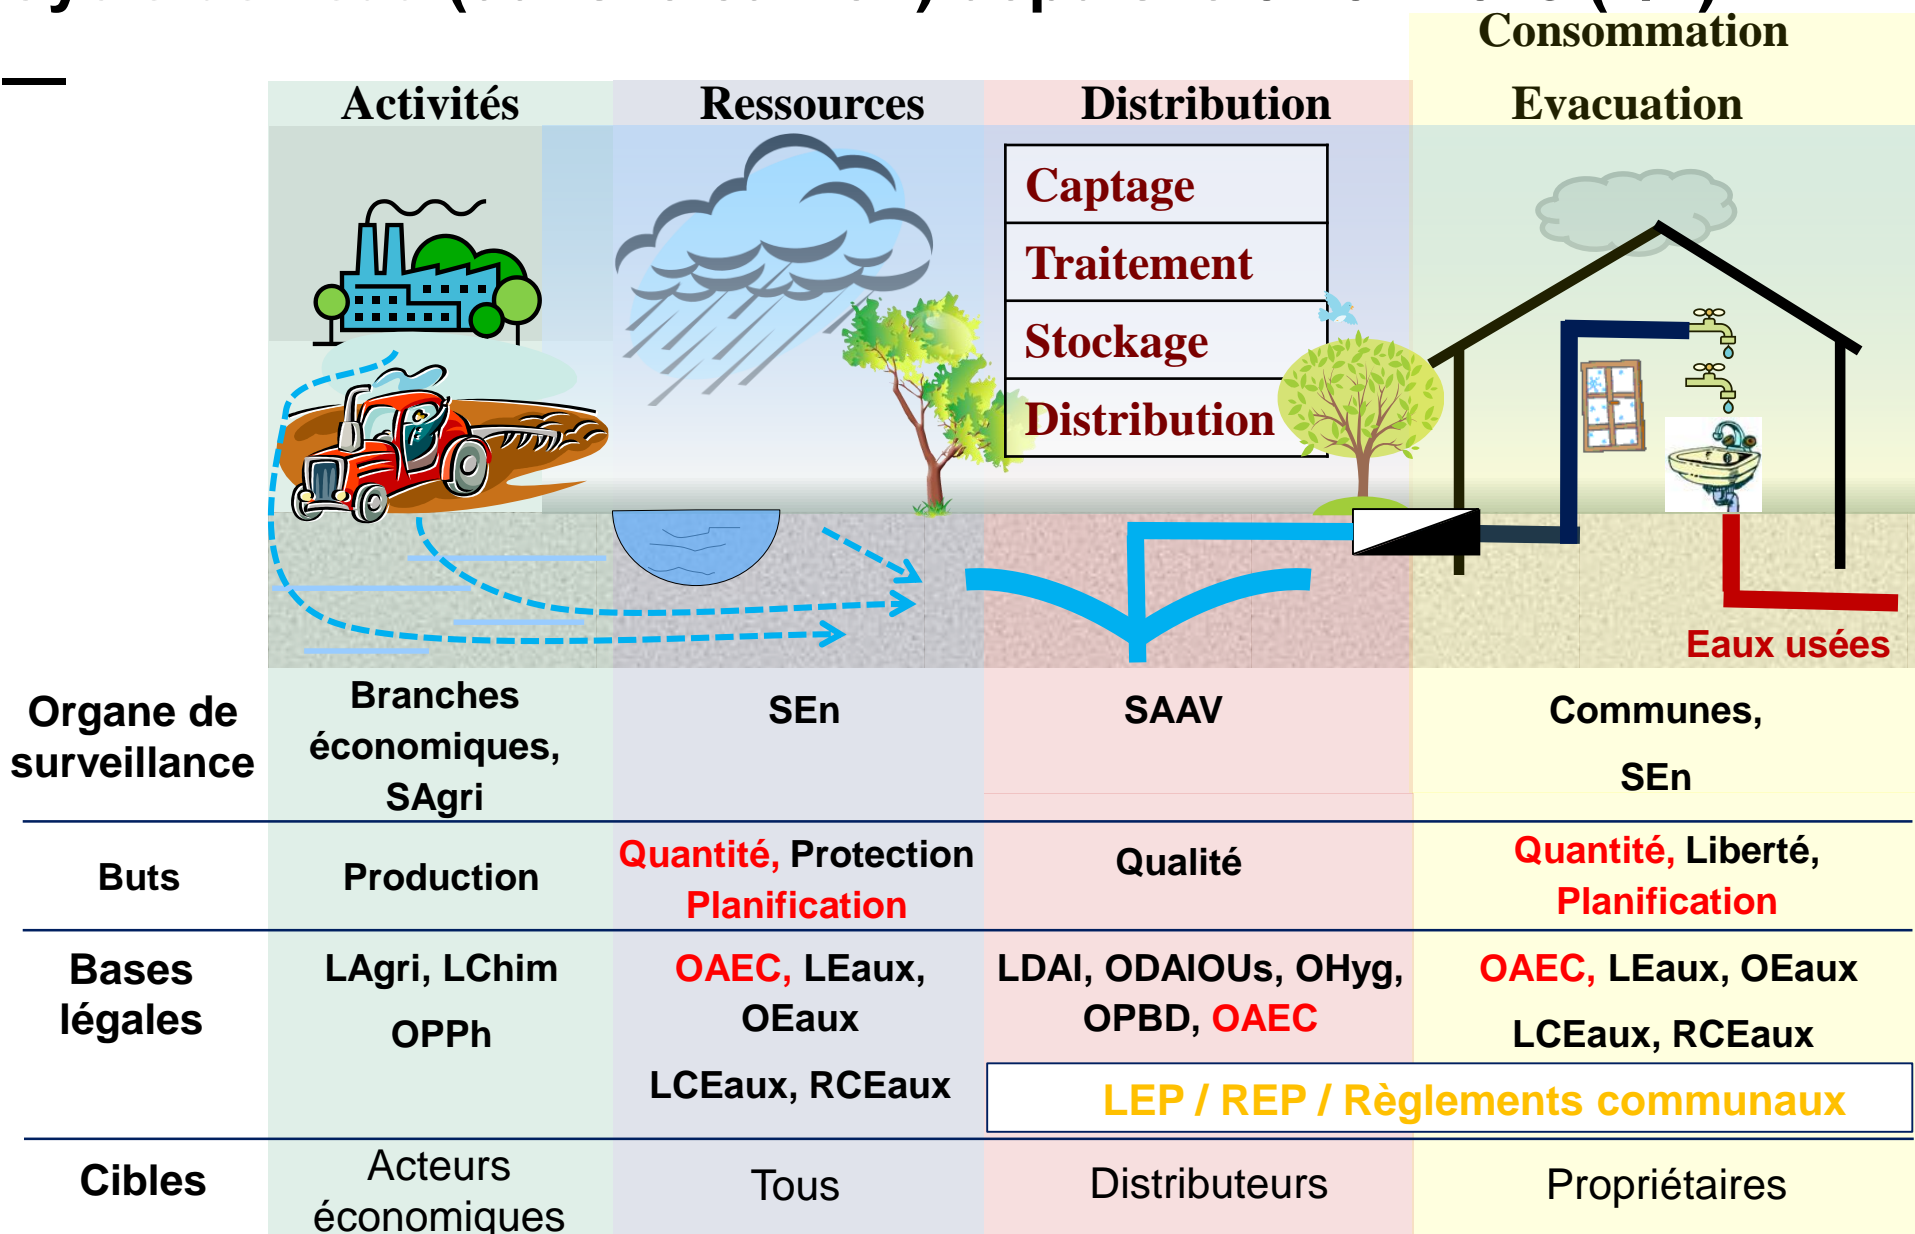 Consommation
Activités Ressources Distribution Evacuation
Captage
Traitement
Stockage
Distribution
Eaux usées
Organe de surveillance
Branches économiques, SAgri
SEn
SAAV
Communes,
SEn
Buts
Production
Quantité, Protection
Planification
Qualité
Quantité, Liberté,
Planification
Bases légales
LAgri, LChim
OPPh
OAEC, LEaux,
OEaux
LCEaux, RCEaux
LDAl, ODAlOUs, OHyg,
OPBD, OAEC
OAEC, LEaux, OEaux
LCEaux, RCEaux
LEP / REP / Règlements communaux
Cibles
Acteurs
économiques
Tous
Distributeurs
Propriétaires